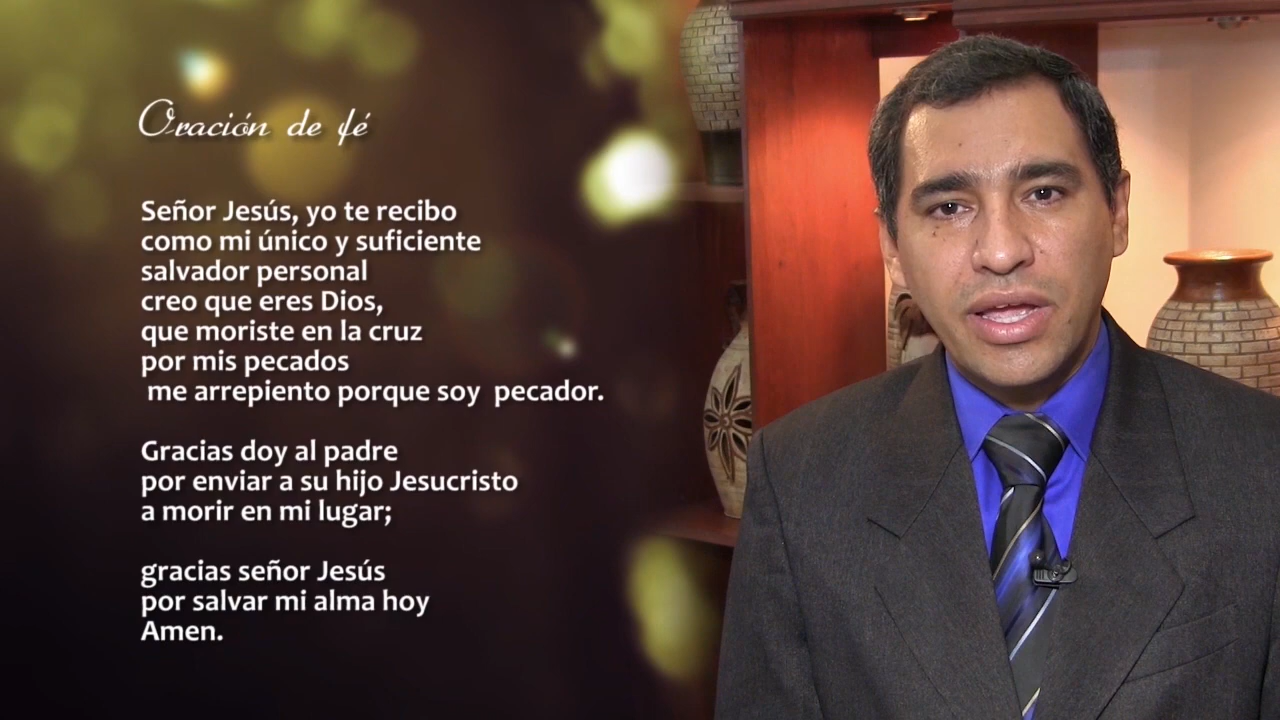 Oración de fé
Señor Jesús, yo te recibo
como mi único y suficiente
salvador personal
creo que eres Dios,
que moriste en la cruz
por mis pecados
me arrepiento porque soy pecador.
Gracias doy al padre
por enviar a su hijo Jesucristo
a morir en mi lugar;
gracias señor Jesús
por salvar mi alma hoy
Amen.